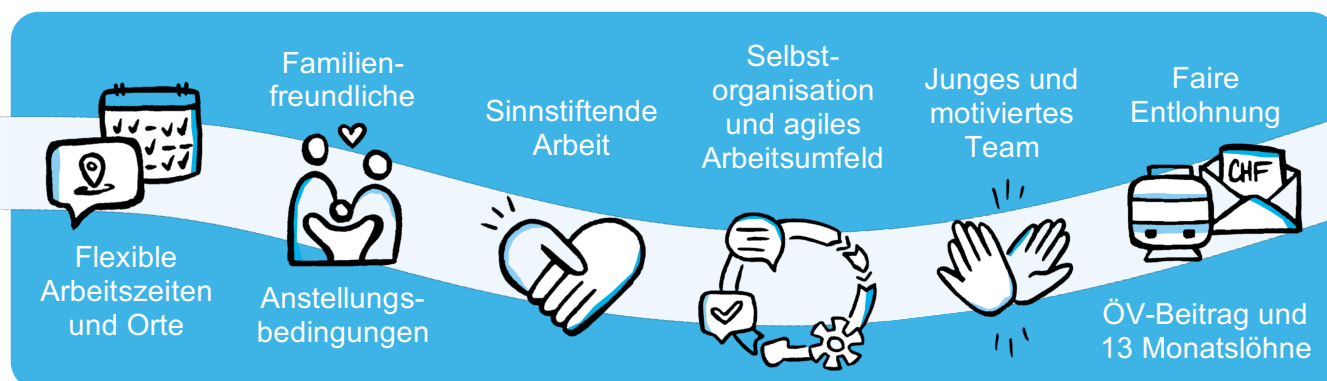 Flexible
Arbeitszeiten
und Orte
Familien-
freundliche
Anstellungs-
bedingungen
Sinnstiftende
Arbeit
Selbst-
organisation
und agiles
Arbeitsumfeld
Junges und
motiviertes
Team
Faire
Entlohnung
CHF
ÖV-Beitrag und
13 Monatslöhne